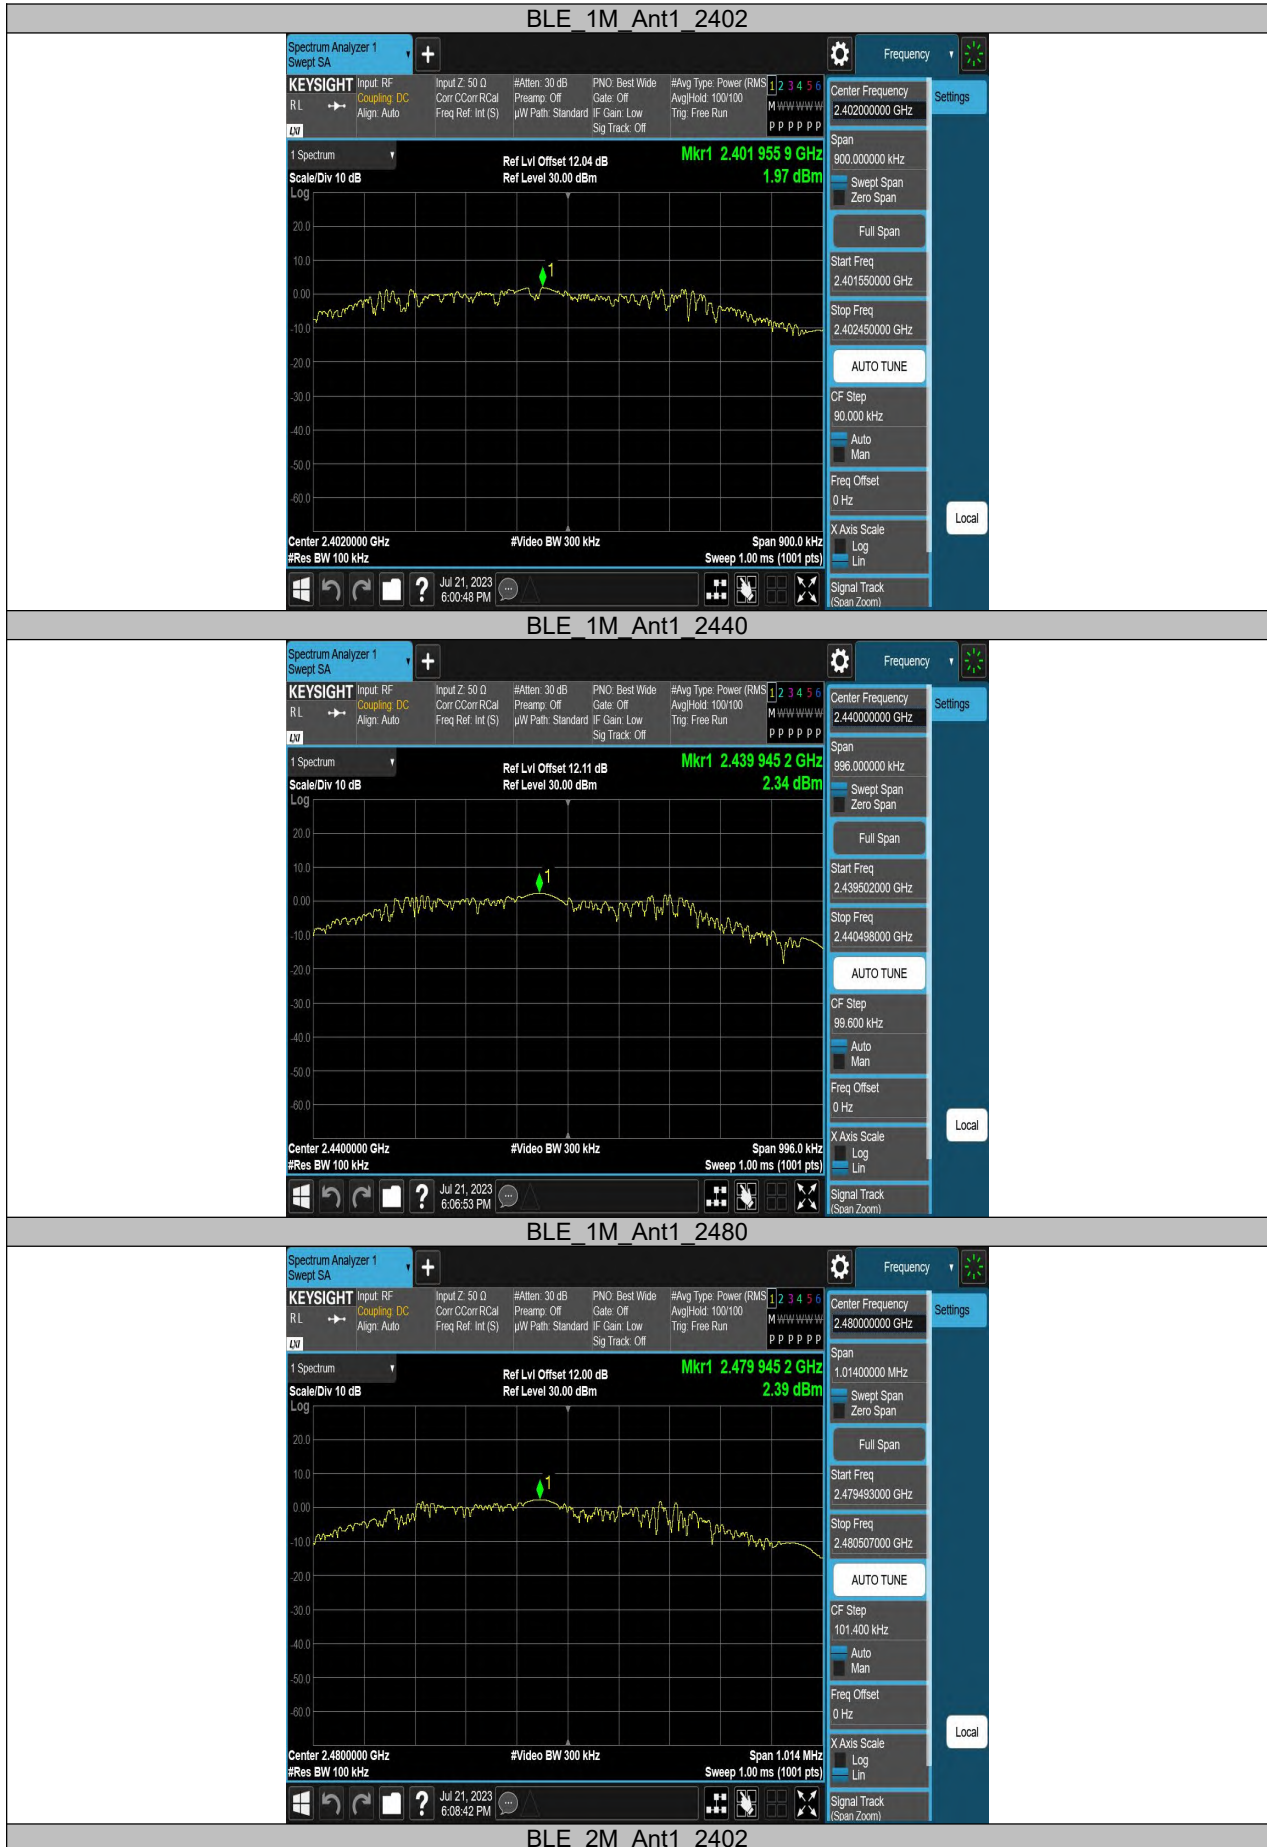 BLE_1M_Ant1_2402
Spectrum Analyzer 1
Swept SA
Frequency
KEYSIGHT
Input: RF
Coupling: DC
Align: Auto
Input Z: 50 Ω
Corr CCorr RCal
Freq Ref: Int (S)
#Atten: 30 dB
Preamp: Off
µW Path: Standard
PNO: Best Wide
Gate: Off
IF Gain: Low
Sig Track: Off
#Avg Type: Power (RMS
Avg|Hold: 100/100
Trig: Free Run
1 2 3 4 5 6
M W W W W W
P P P P P P
RL
LXI
Center Frequency
2.402000000 GHz
Settings
1 Spectrum
Scale/Div 10 dB
Ref Lvl Offset 12.04 dB
Ref Level 30.00 dBm
Mkr1 2.401 955 9 GHz
1.97 dBm
Span
900.000000 kHz
Swept Span
Zero Span
Full Span
Start Freq
2.401550000 GHz
Stop Freq
2.402450000 GHz
AUTO TUNE
CF Step
90.000 kHz
Auto
Man
Freq Offset
0 Hz
X Axis Scale
Log
Lin
Signal Track
(Span Zoom)
Local
Log
20.0
10.0
0.00
-10.0
-20.0
-30.0
-40.0
-50.0
-60.0
1
Center 2.4020000 GHz
#Res BW 100 kHz
#Video BW 300 kHz
Span 900.0 kHz
Sweep 1.00 ms (1001 pts)
Jul 21, 2023
6:00:48 PM
BLE_1M_Ant1_2440
Spectrum Analyzer 1
Swept SA
Frequency
KEYSIGHT
Input: RF
Coupling: DC
Align: Auto
Input Z: 50 Ω
Corr CCorr RCal
Freq Ref: Int (S)
#Atten: 30 dB
Preamp: Off
µW Path: Standard
PNO: Best Wide
Gate: Off
IF Gain: Low
Sig Track: Off
#Avg Type: Power (RMS
Avg|Hold: 100/100
Trig: Free Run
1 2 3 4 5 6
M W W W W W
P P P P P P
RL
LXI
Center Frequency
2.440000000 GHz
Settings
1 Spectrum
Scale/Div 10 dB
Ref Lvl Offset 12.11 dB
Ref Level 30.00 dBm
Mkr1 2.439 945 2 GHz
2.34 dBm
Span
996.000000 kHz
Swept Span
Zero Span
Full Span
Start Freq
2.439502000 GHz
Stop Freq
2.440498000 GHz
AUTO TUNE
CF Step
99.600 kHz
Auto
Man
Freq Offset
0 Hz
X Axis Scale
Log
Lin
Signal Track
(Span Zoom)
Local
Log
20.0
10.0
0.00
-10.0
-20.0
-30.0
-40.0
-50.0
-60.0
1
Center 2.4400000 GHz
#Res BW 100 kHz
#Video BW 300 kHz
Span 996.0 kHz
Sweep 1.00 ms (1001 pts)
Jul 21, 2023
6:06:53 PM
BLE_1M_Ant1_2480
Spectrum Analyzer 1
Swept SA
Frequency
KEYSIGHT
Input: RF
Coupling: DC
Align: Auto
Input Z: 50 Ω
Corr CCorr RCal
Freq Ref: Int (S)
#Atten: 30 dB
Preamp: Off
µW Path: Standard
PNO: Best Wide
Gate: Off
IF Gain: Low
Sig Track: Off
#Avg Type: Power (RMS
Avg|Hold: 100/100
Trig: Free Run
1 2 3 4 5 6
M W W W W W
P P P P P P
RL
LXI
Center Frequency
2.480000000 GHz
Settings
1 Spectrum
Scale/Div 10 dB
Ref Lvl Offset 12.00 dB
Ref Level 30.00 dBm
Mkr1 2.479 945 2 GHz
2.39 dBm
Span
1.01400000 MHz
Swept Span
Zero Span
Full Span
Start Freq
2.479493000 GHz
Stop Freq
2.480507000 GHz
AUTO TUNE
CF Step
101.400 kHz
Auto
Man
Freq Offset
0 Hz
X Axis Scale
Log
Lin
Signal Track
(Span Zoom)
Local
Log
20.0
10.0
0.00
-10.0
-20.0
-30.0
-40.0
-50.0
-60.0
1
Center 2.4800000 GHz
#Res BW 100 kHz
#Video BW 300 kHz
Span 1.014 MHz
Sweep 1.00 ms (1001 pts)
Jul 21, 2023
6:08:42 PM
BLE_2M_Ant1_2402